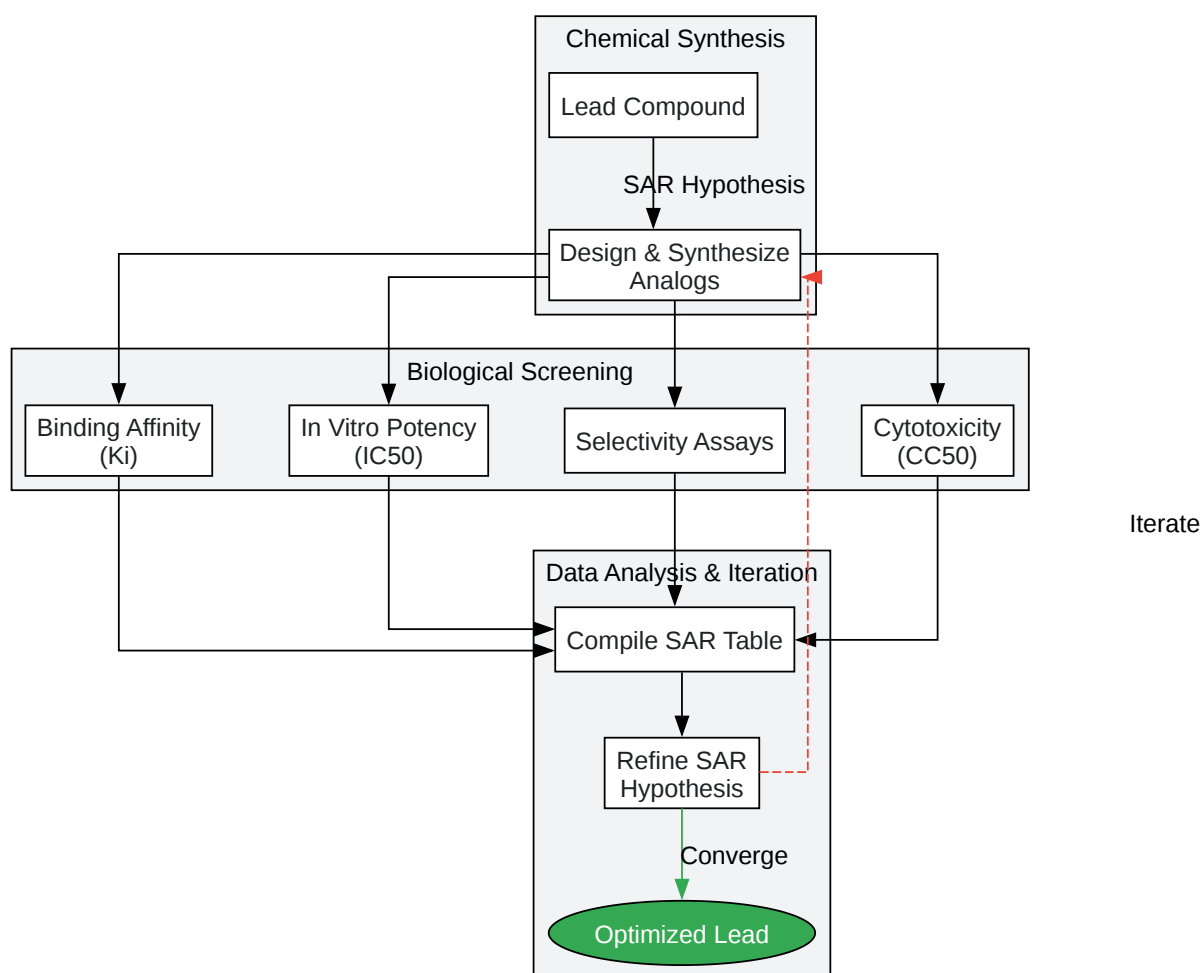 Chemical Synthesis
Lead Compound
SAR Hypothesis
Design & Synthesize
Analogs
Biological Screening
Binding Affinity
(Ki)
In Vitro Potency
(IC50)
Selectivity Assays
Cytotoxicity
(CC50)
Iterate
Data Analysis & Iteration
Compile SAR Table
Refine SAR
Hypothesis
Converge
Optimized Lead